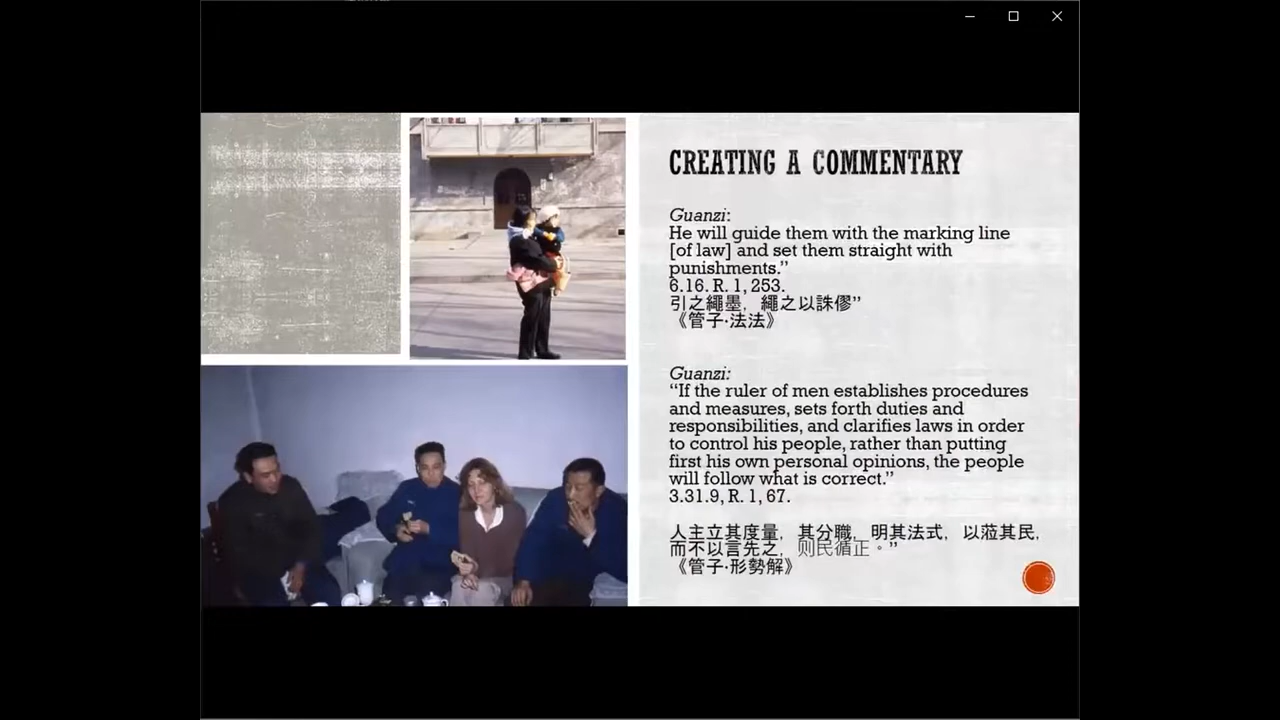 CREATING A COMMENTARY
Guanzi:
He will guide them with the marking line
[of law] and set them straight with
punishments.”
6.16. R. 1, 253.
引之繩墨，繩之以誅僇”
《管子·法法》
Guanzi:
“If the ruler of men establishes procedures
and measures, sets forth duties and
responsibilities, and clarifies laws in order
to control his people, rather than putting
first his own personal opinions, the people
will follow what is correct.”
3.31.9, R. 1, 67.
人主立其度量，其分職，明其法式，以蒞其民，
而不以言先之，则民循正。”
《管子·形勢解》